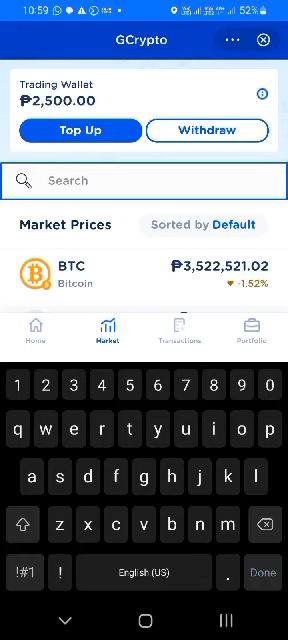 10:59 52%
GCrypto
Trading Wallet
₱2,500.00
Top Up Withdraw
Search
Market Prices Sorted by Default
BTC ₱3,522,521.02
Bitcoin ▼ -1.52%
Home Market Transactions Portfolio
1 2 3 4 5 6 7 8 9 0
q w e r t y u i o p
a s d f g h j k l
z x c v b n m
!#1 ! English (US) . Done